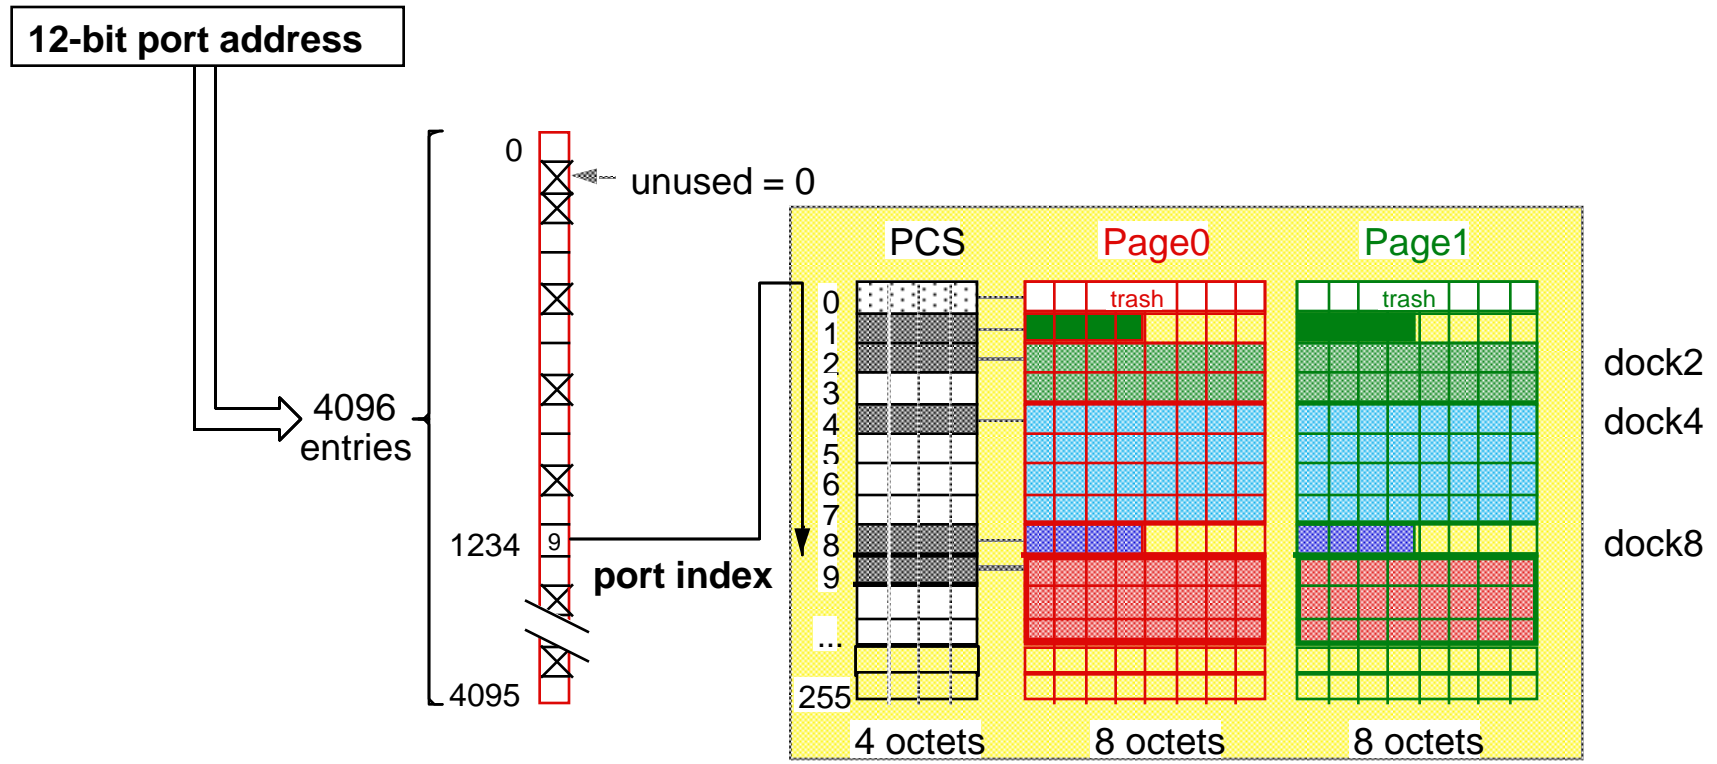 12-bit port address
0
unused = 0
PCS
Page0
Page1
0
trash
trash
1
2
dock2
3
4096
entries
4
dock4
5
6
7
1234
9
8
dock8
port index
9
...
4095
255
4 octets
8 octets
8 octets